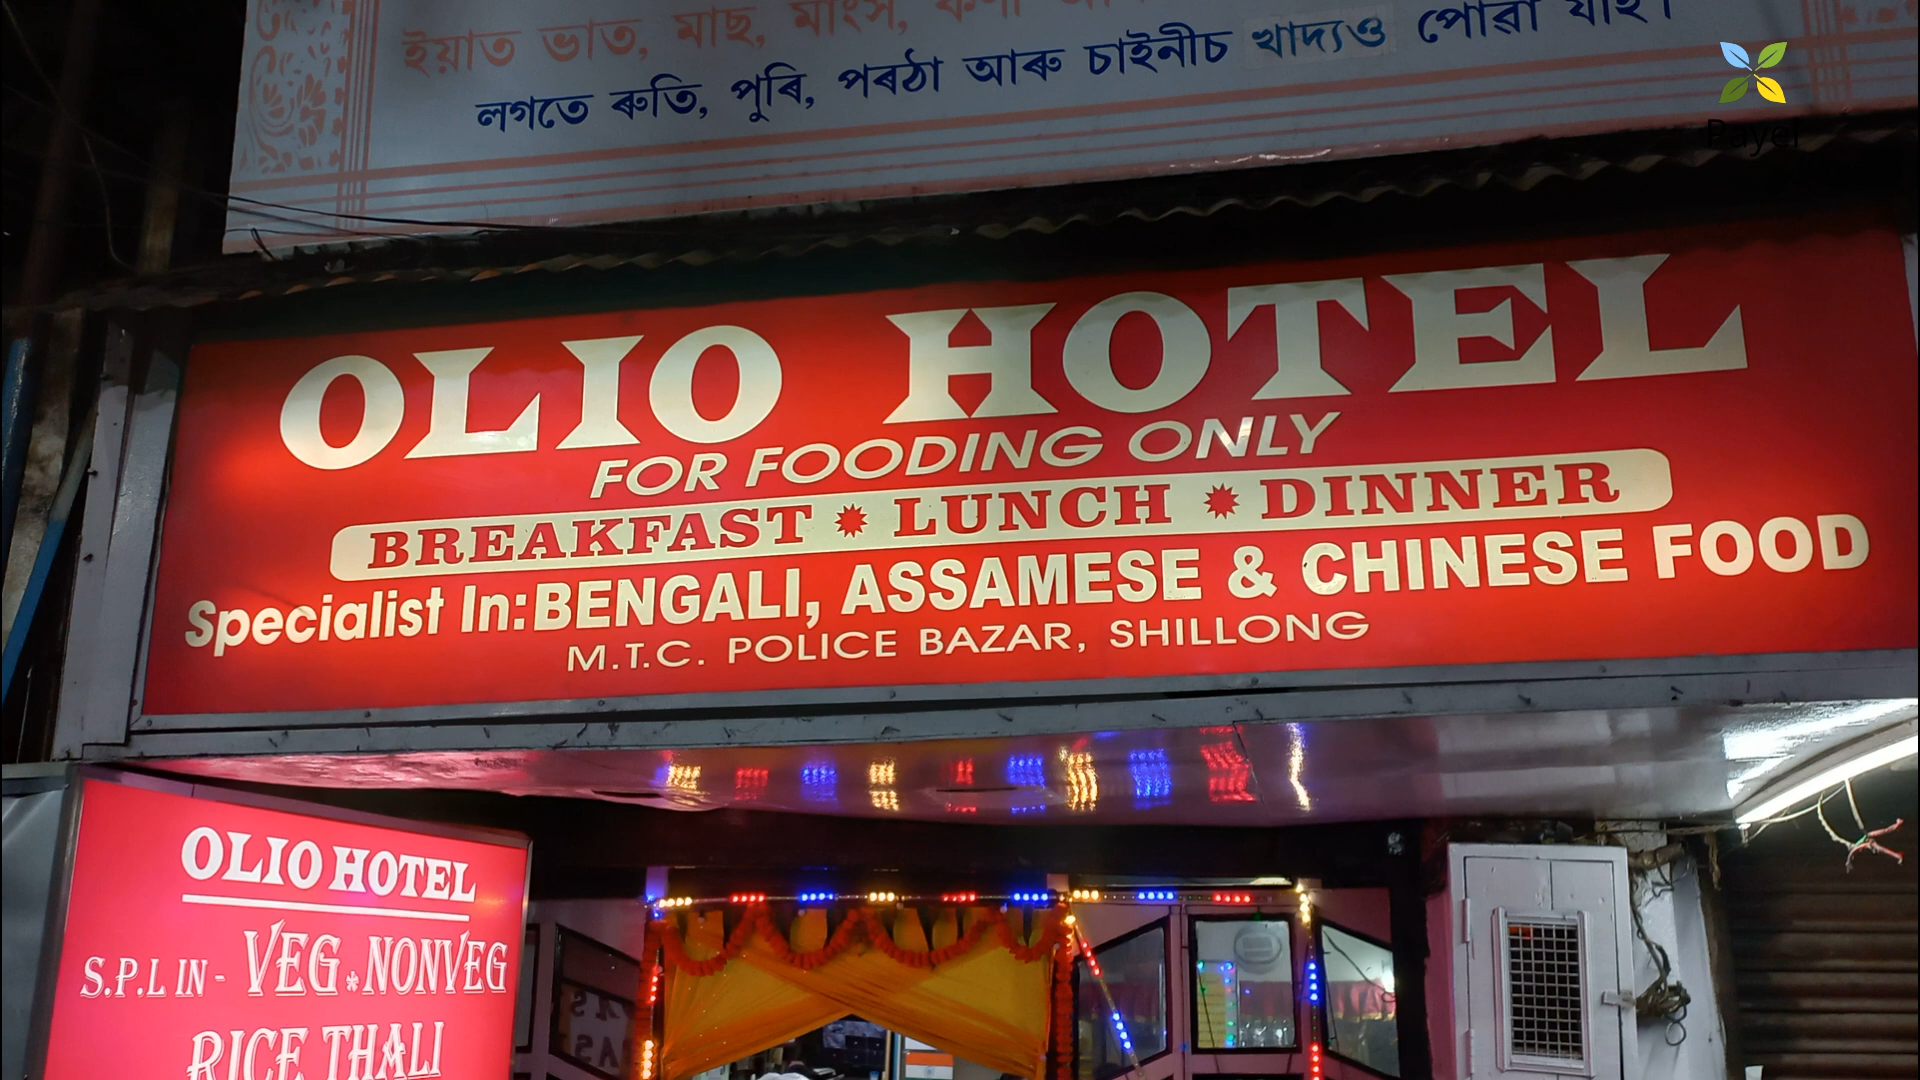 ইয়াত ভাত, মাছ, মাংস,
লগতে ৰুতি, পুৰি, পৰঠা আৰু চাইনীচ খাদ্যও পোৱা যাই।
Payel
OLIO HOTEL
FOR FOODING ONLY
BREAKFAST * LUNCH * DINNER
Specialist In:BENGALI, ASSAMESE & CHINESE FOOD
M.T.C. POLICE BAZAR, SHILLONG
OLIO HOTEL
S.P.L IN - VEG*NONVEG
RICE THALI